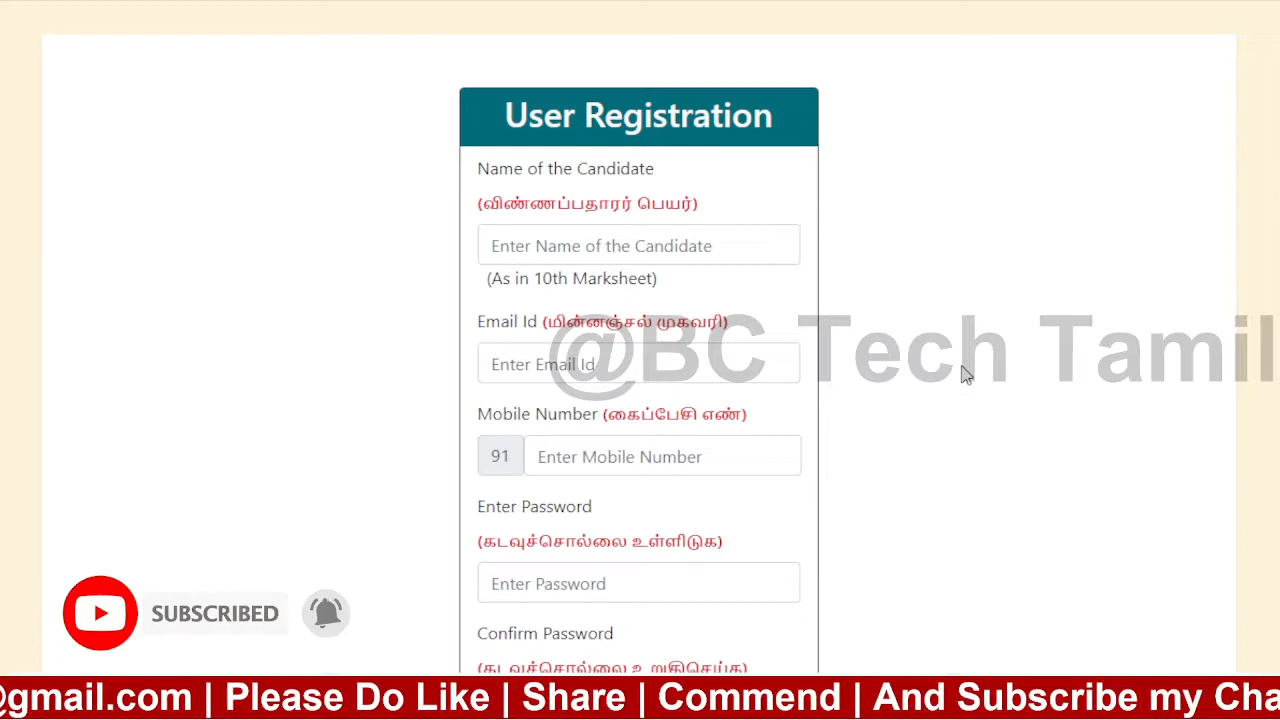 User Registration
Name of the Candidate
(விண்ணப்பதாரர் பெயர்)
Enter Name of the Candidate
(As in 10th Marksheet)
Email Id (மின்னஞ்சல் முகவரி)
Enter Email Id
@BC Tech Tamil
Mobile Number (கைப்பேசி எண்)
91 Enter Mobile Number
Enter Password
(கடவுச்சொல்லை உள்ளிடுக)
Enter Password
SUBSCRIBED
Confirm Password
(கடவுச்சொல்லை உறுதிசெய்க)
@gmail.com | Please Do Like | Share | Commend | And Subscribe my Cha